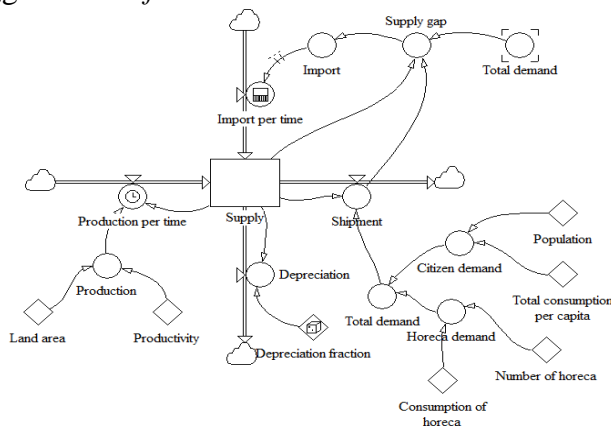 Supply gap
Import
Total demand
Import per time
Production per time
Supply
Shipment
Population
Citizen demand
Production
Depreciation
Total consumption
per capita
Land area
Productivity
Total demand
Horeca demand
Depreciation fraction
Number of horeca
Consumption of
horeca